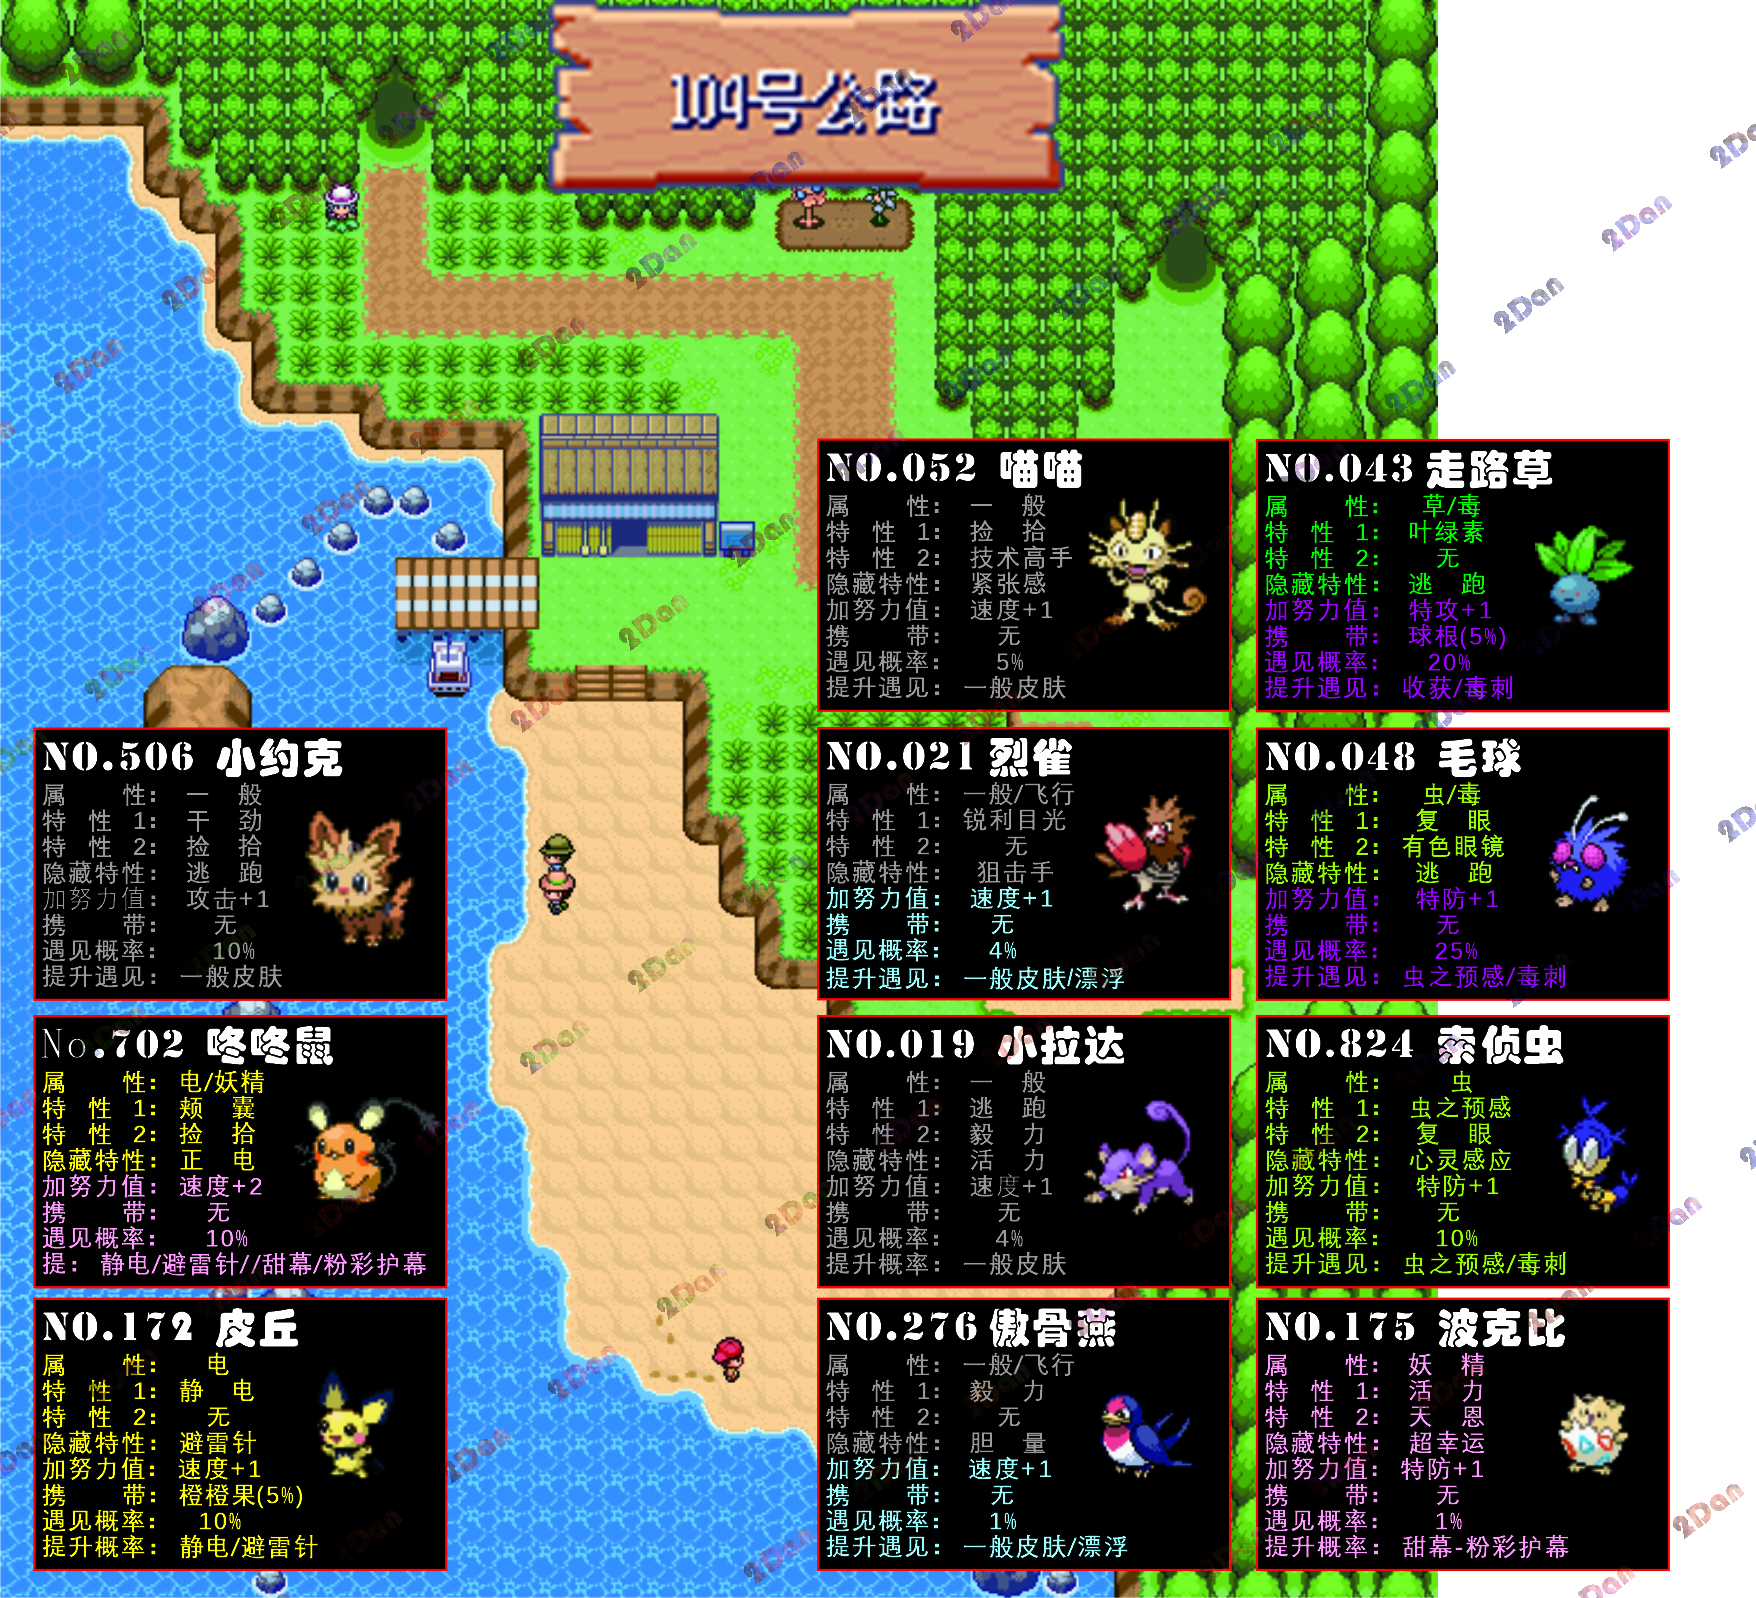 104号公路
NO.052 喵喵
属 性： 一 般
特 性 1： 捡 拾
特 性 2： 技术高手
隐藏特性： 紧张感
加努力值： 速度+1
携 带： 无
遇见概率： 5%
提升遇见： 一般皮肤
NO.043 走路草
属 性： 草/毒
特 性 1： 叶绿素
特 性 2： 无
隐藏特性： 逃 跑
加努力值： 特攻+1
携 带： 球根(5%)
遇见概率： 20%
提升遇见： 收获/毒刺
NO.506 小约克
属 性： 一 般
特 性 1： 干 劲
特 性 2： 捡 拾
隐藏特性： 逃 跑
加努力值： 攻击+1
携 带： 无
遇见概率： 10%
提升遇见： 一般皮肤
NO.021 烈雀
属 性： 一般/飞行
特 性 1： 锐利目光
特 性 2： 无
隐藏特性： 狙击手
加努力值： 速度+1
携 带： 无
遇见概率： 4%
提升遇见： 一般皮肤/漂浮
NO.048 毛球
属 性： 虫/毒
特 性 1： 复 眼
特 性 2： 有色眼镜
隐藏特性： 逃 跑
加努力值： 特防+1
携 带： 无
遇见概率： 25%
提升遇见： 虫之预感/毒刺
No.702 咚咚鼠
属 性： 电/妖精
特 性 1： 颊 囊
特 性 2： 捡 拾
隐藏特性： 正 电
加努力值： 速度+2
携 带： 无
遇见概率： 10%
提： 静电/避雷针//甜幕/粉彩护幕
NO.019 小拉达
属 性： 一 般
特 性 1： 逃 跑
特 性 2： 毅 力
隐藏特性： 活 力
加努力值： 速度+1
携 带： 无
遇见概率： 4%
提升概率： 一般皮肤
NO.824 索侦虫
属 性： 虫
特 性 1： 虫之预感
特 性 2： 复 眼
隐藏特性： 心灵感应
加努力值： 特防+1
携 带： 无
遇见概率： 10%
提升遇见： 虫之预感/毒刺
NO.172 皮丘
属 性： 电
特 性 1： 静 电
特 性 2： 无
隐藏特性： 避雷针
加努力值： 速度+1
携 带： 橙橙果(5%)
遇见概率： 10%
提升概率： 静电/避雷针
NO.276 傲骨燕
属 性： 一般/飞行
特 性 1： 毅 力
特 性 2： 无
隐藏特性： 胆 量
加努力值： 速度+1
携 带： 无
遇见概率： 1%
提升遇见： 一般皮肤/漂浮
NO.175 波克比
属 性： 妖 精
特 性 1： 活 力
特 性 2： 天 恩
隐藏特性： 超幸运
加努力值： 特防+1
携 带： 无
遇见概率： 1%
提升概率： 甜幕-粉彩护幕
2Dan